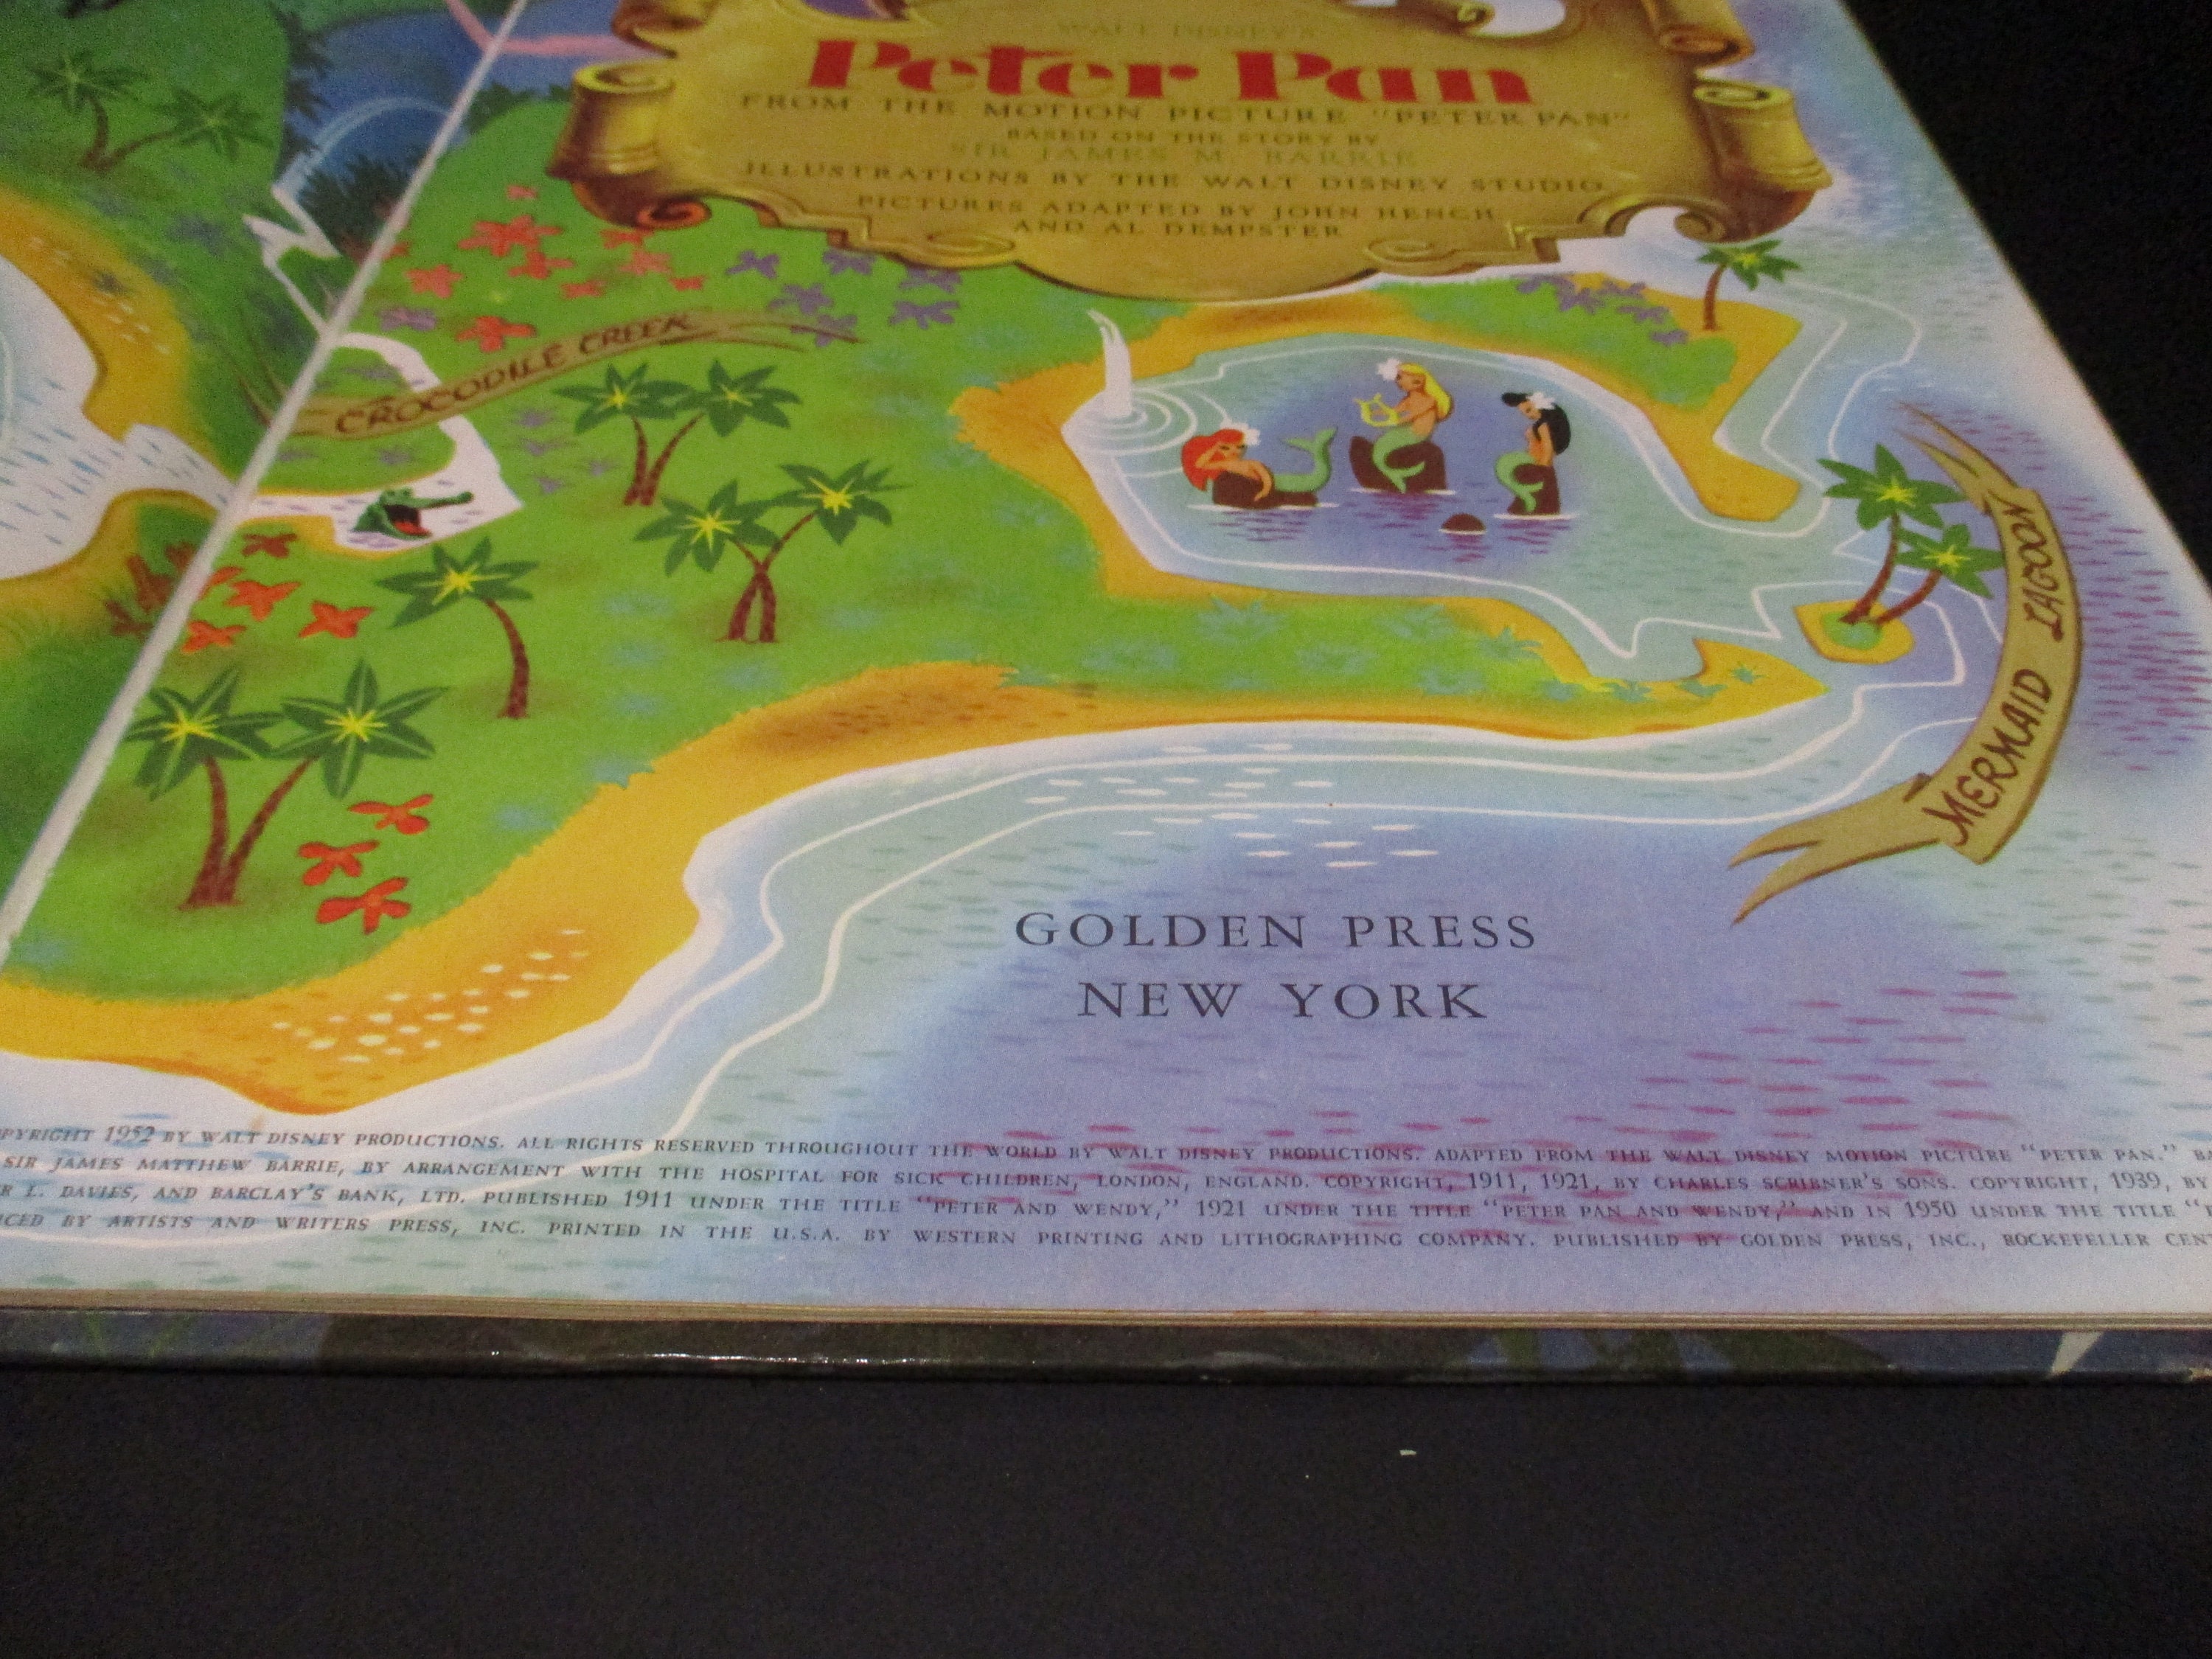 WALT DISNEY'S
Peter Pan
FROM THE MOTION PICTURE "PETER PAN"
BASED ON THE STORY BY
SIR JAMES M. BARRIE
ILLUSTRATIONS BY THE WALT DISNEY STUDIO
PICTURES ADAPTED BY JOHN HENCH
AND AL DEMPSTER
CROCODILE CREEK
MERMAID LAGOON
GOLDEN PRESS
NEW YORK
PYRIGHT 1952 BY WALT DISNEY PRODUCTIONS. ALL RIGHTS RESERVED THROUGHOUT THE WORLD BY WALT DISNEY PRODUCTIONS. ADAPTED FROM THE WALT DISNEY MOTION PICTURE "PETER PAN." BA
SIR JAMES MATTHEW BARRIE, BY ARRANGEMENT WITH THE HOSPITAL FOR SICK CHILDREN, LONDON, ENGLAND. COPYRIGHT, 1911, 1921, BY CHARLES SCRIBNER'S SONS. COPYRIGHT, 1939, BY
R L. DAVIES, AND BARCLAY'S BANK, LTD. PUBLISHED 1911 UNDER THE TITLE "PETER AND WENDY," 1921 UNDER THE TITLE "PETER PAN AND WENDY," AND IN 1950 UNDER THE TITLE "
CED BY ARTISTS AND WRITERS PRESS, INC. PRINTED IN THE U.S.A. BY WESTERN PRINTING AND LITHOGRAPHING COMPANY. PUBLISHED BY GOLDEN PRESS, INC., ROCKEFELLER CENT